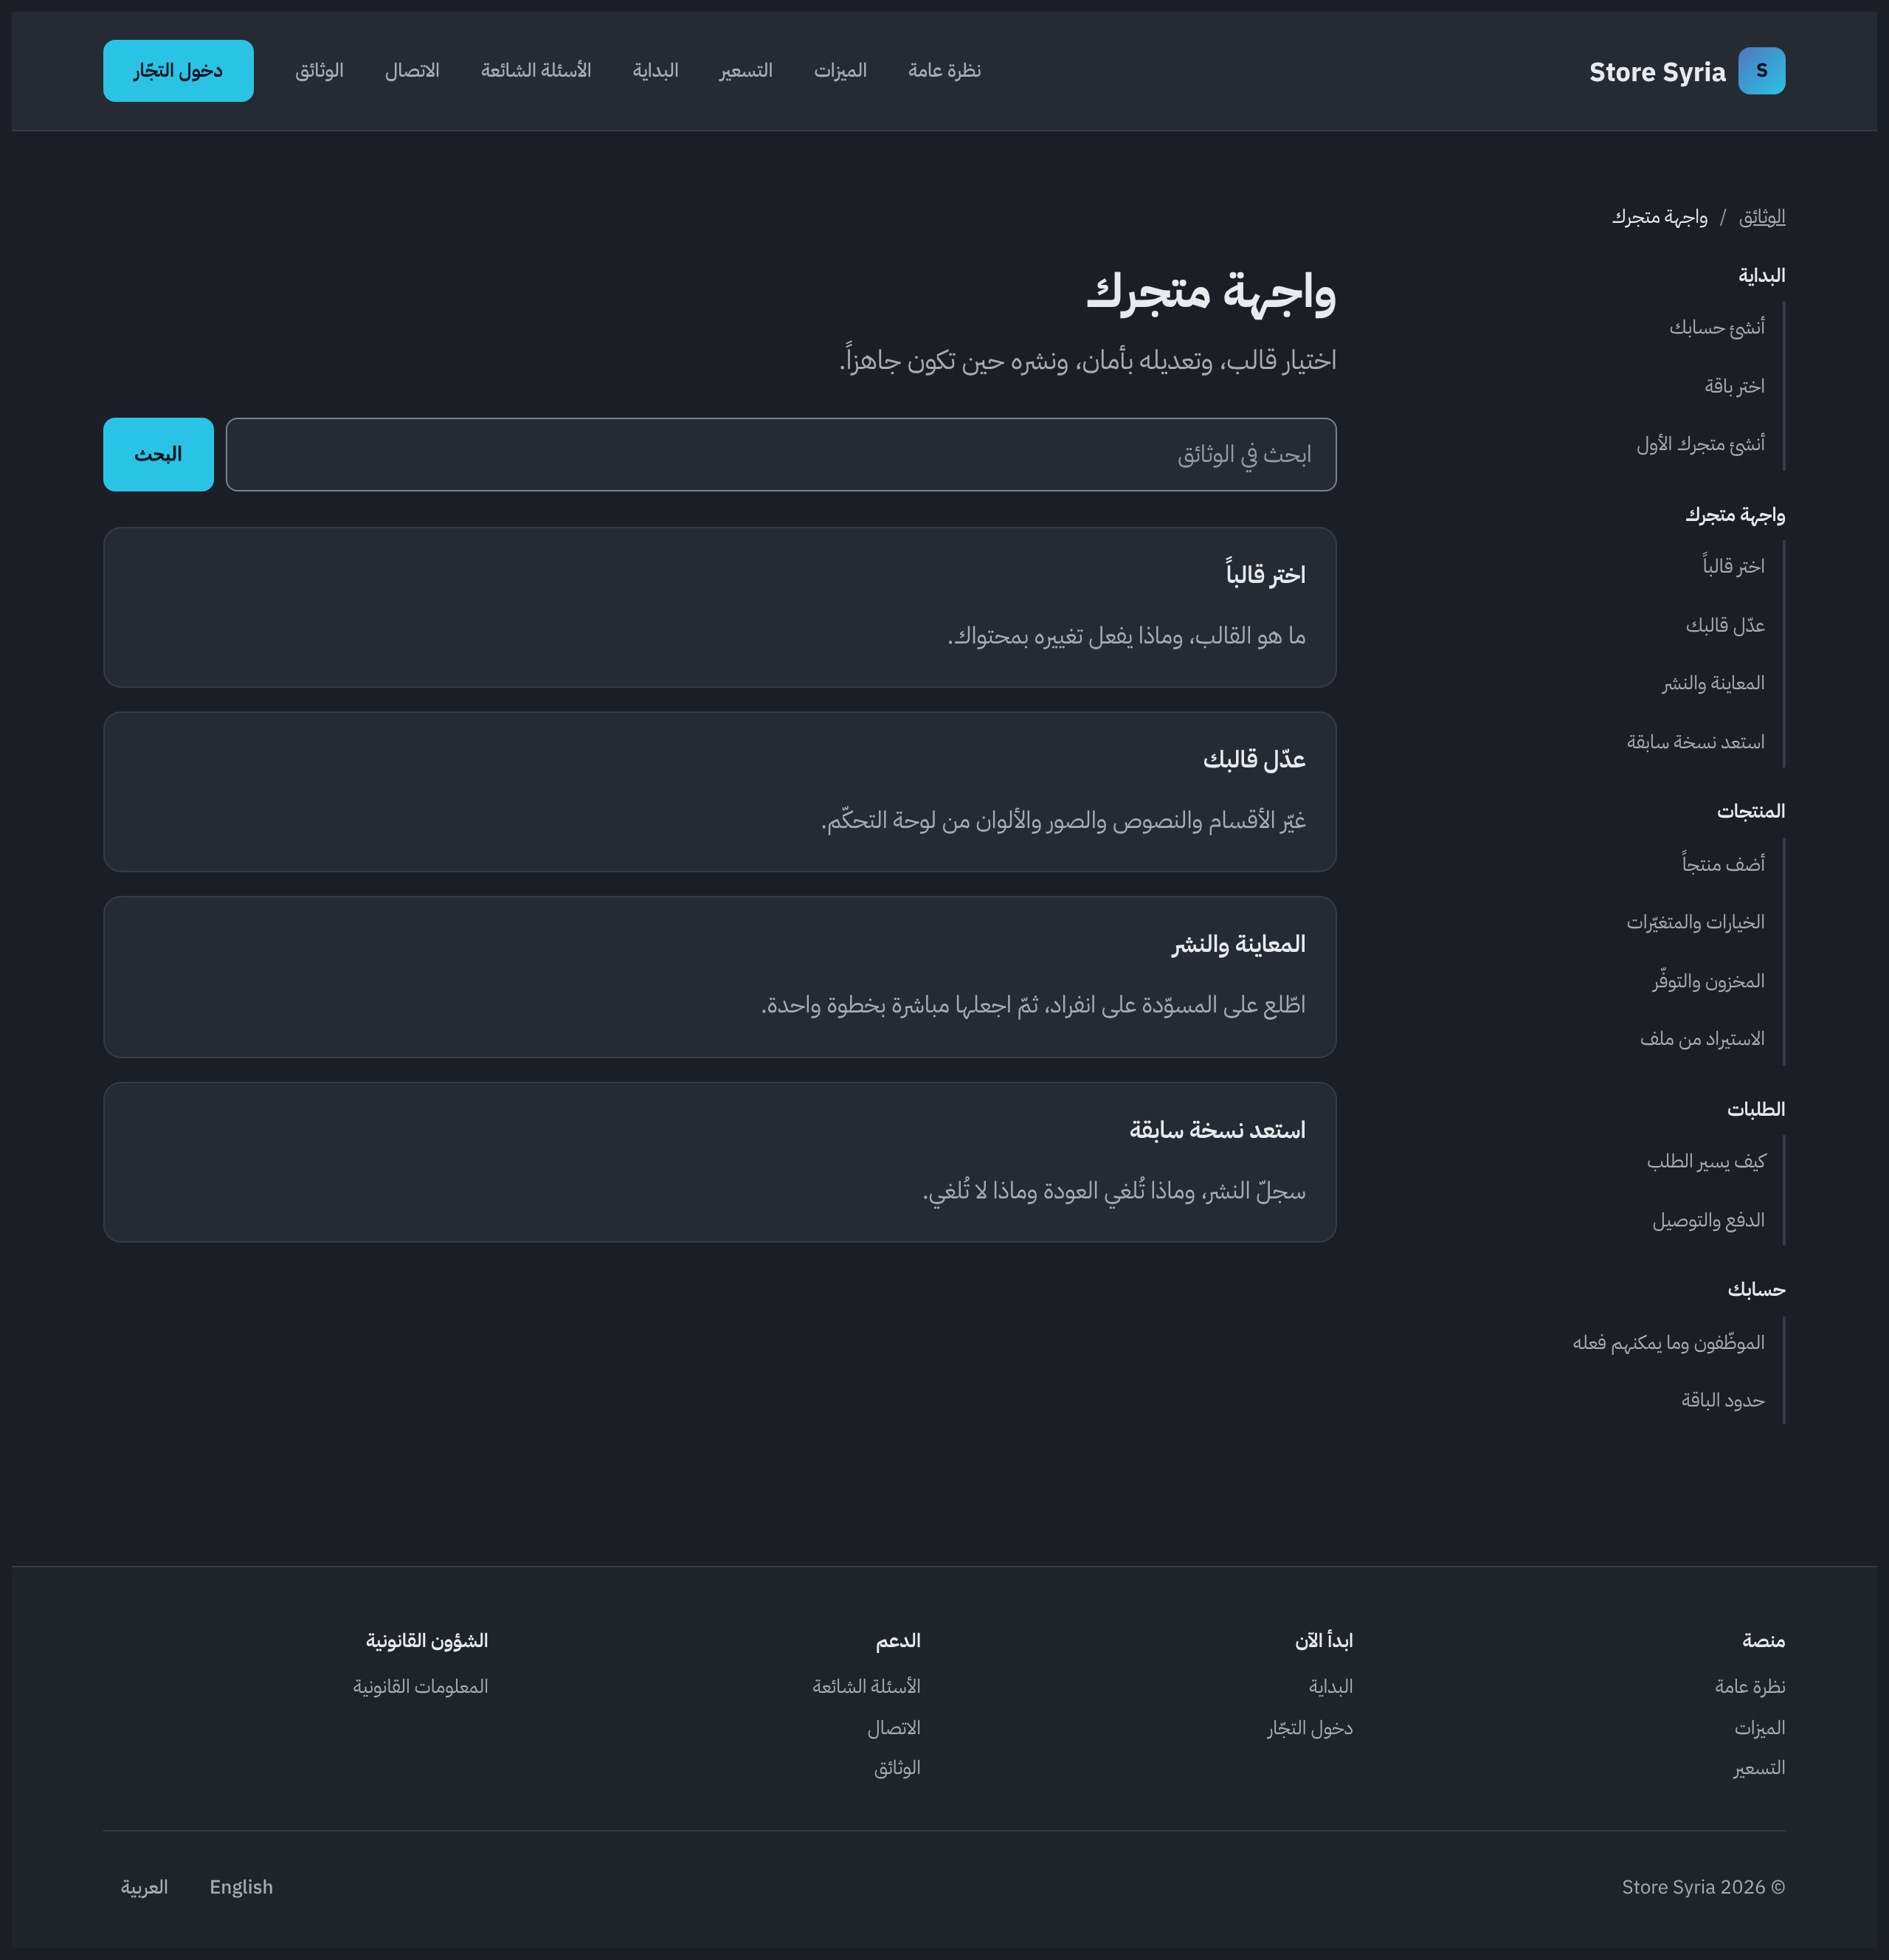 S
Store Syria
نظرة عامة
الميزات
التسعير
البداية
الأسئلة الشائعة
الاتصال
الوثائق
دخول التجّار
الوثائق / واجهة متجرك
البداية
أنشئ حسابك
اختر باقة
أنشئ متجرك الأول
واجهة متجرك
اختر قالباً
عدّل قالبك
المعاينة والنشر
استعد نسخة سابقة
المنتجات
أضف منتجاً
الخيارات والمتغيّرات
المخزون والتوفّر
الاستيراد من ملف
الطلبات
كيف يسير الطلب
الدفع والتوصيل
حسابك
الموظّفون وما يمكنهم فعله
حدود الباقة
واجهة متجرك
اختيار قالب، وتعديله بأمان، ونشره حين تكون جاهزاً.
ابحث في الوثائق
البحث
اختر قالباً
ما هو القالب، وماذا يفعل تغييره بمحتواك.
عدّل قالبك
غيّر الأقسام والنصوص والصور والألوان من لوحة التحكّم.
المعاينة والنشر
اطّلع على المسوّدة على انفراد، ثمّ اجعلها مباشرة بخطوة واحدة.
استعد نسخة سابقة
سجلّ النشر، وماذا تُلغي العودة وماذا لا تُلغي.
منصة
نظرة عامة
الميزات
التسعير
ابدأ الآن
البداية
دخول التجّار
الدعم
الأسئلة الشائعة
الاتصال
الوثائق
الشؤون القانونية
المعلومات القانونية
© 2026 Store Syria
English
العربية